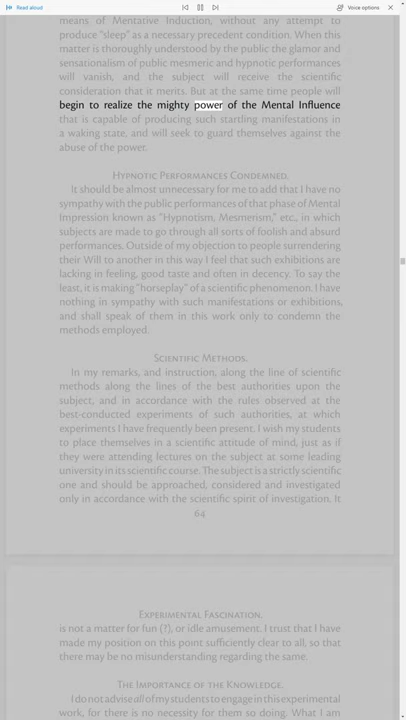 Read aloud
Voice options
means of Mentative Induction, without any attempt to
produce "sleep" as a necessary precedent condition. When this
matter is thoroughly understood by the public the glamor and
sensationalism of public mesmeric and hypnotic performances
will vanish, and the subject will receive the scientific
consideration that it merits. But at the same time people will
begin to realize the mighty power of the Mental Influence
that is capable of producing such startling manifestations in
a waking state, and will seek to guard themselves against the
abuse of the power.
Hypnotic Performances Condemned.
It should be almost unnecessary for me to add that I have no
sympathy with the public performances of that phase of Mental
Impression known as "Hypnotism, Mesmerism," etc., in which
subjects are made to go through all sorts of foolish and absurd
performances. Outside of my objection to people surrendering
their Will to another in this way I feel that such exhibitions are
lacking in feeling, good taste and often in decency. To say the
least, it is making "horseplay" of a scientific phenomenon. I have
nothing in sympathy with such manifestations or exhibitions,
and shall speak of them in this work only to condemn the
methods employed.
Scientific Methods.
In my remarks, and instruction, along the line of scientific
methods along the lines of the best authorities upon the
subject, and in accordance with the rules observed at the
best-conducted experiments of such authorities, at which
experiments I have frequently been present. I wish my students
to place themselves in a scientific attitude of mind, just as if
they were attending lectures on the subject at some leading
university in its scientific course. The subject is a strictly scientific
one and should be approached, considered and investigated
only in accordance with the scientific spirit of investigation. It
64
Experimental Fascination.
is not a matter for fun (?), or idle amusement. I trust that I have
made my position on this point sufficiently clear to all, so that
there may be no misunderstanding regarding the same.
The Importance of the Knowledge.
I do not advise all of my students to engage in this experimental
work, for there is no necessity for them so doing. What I am